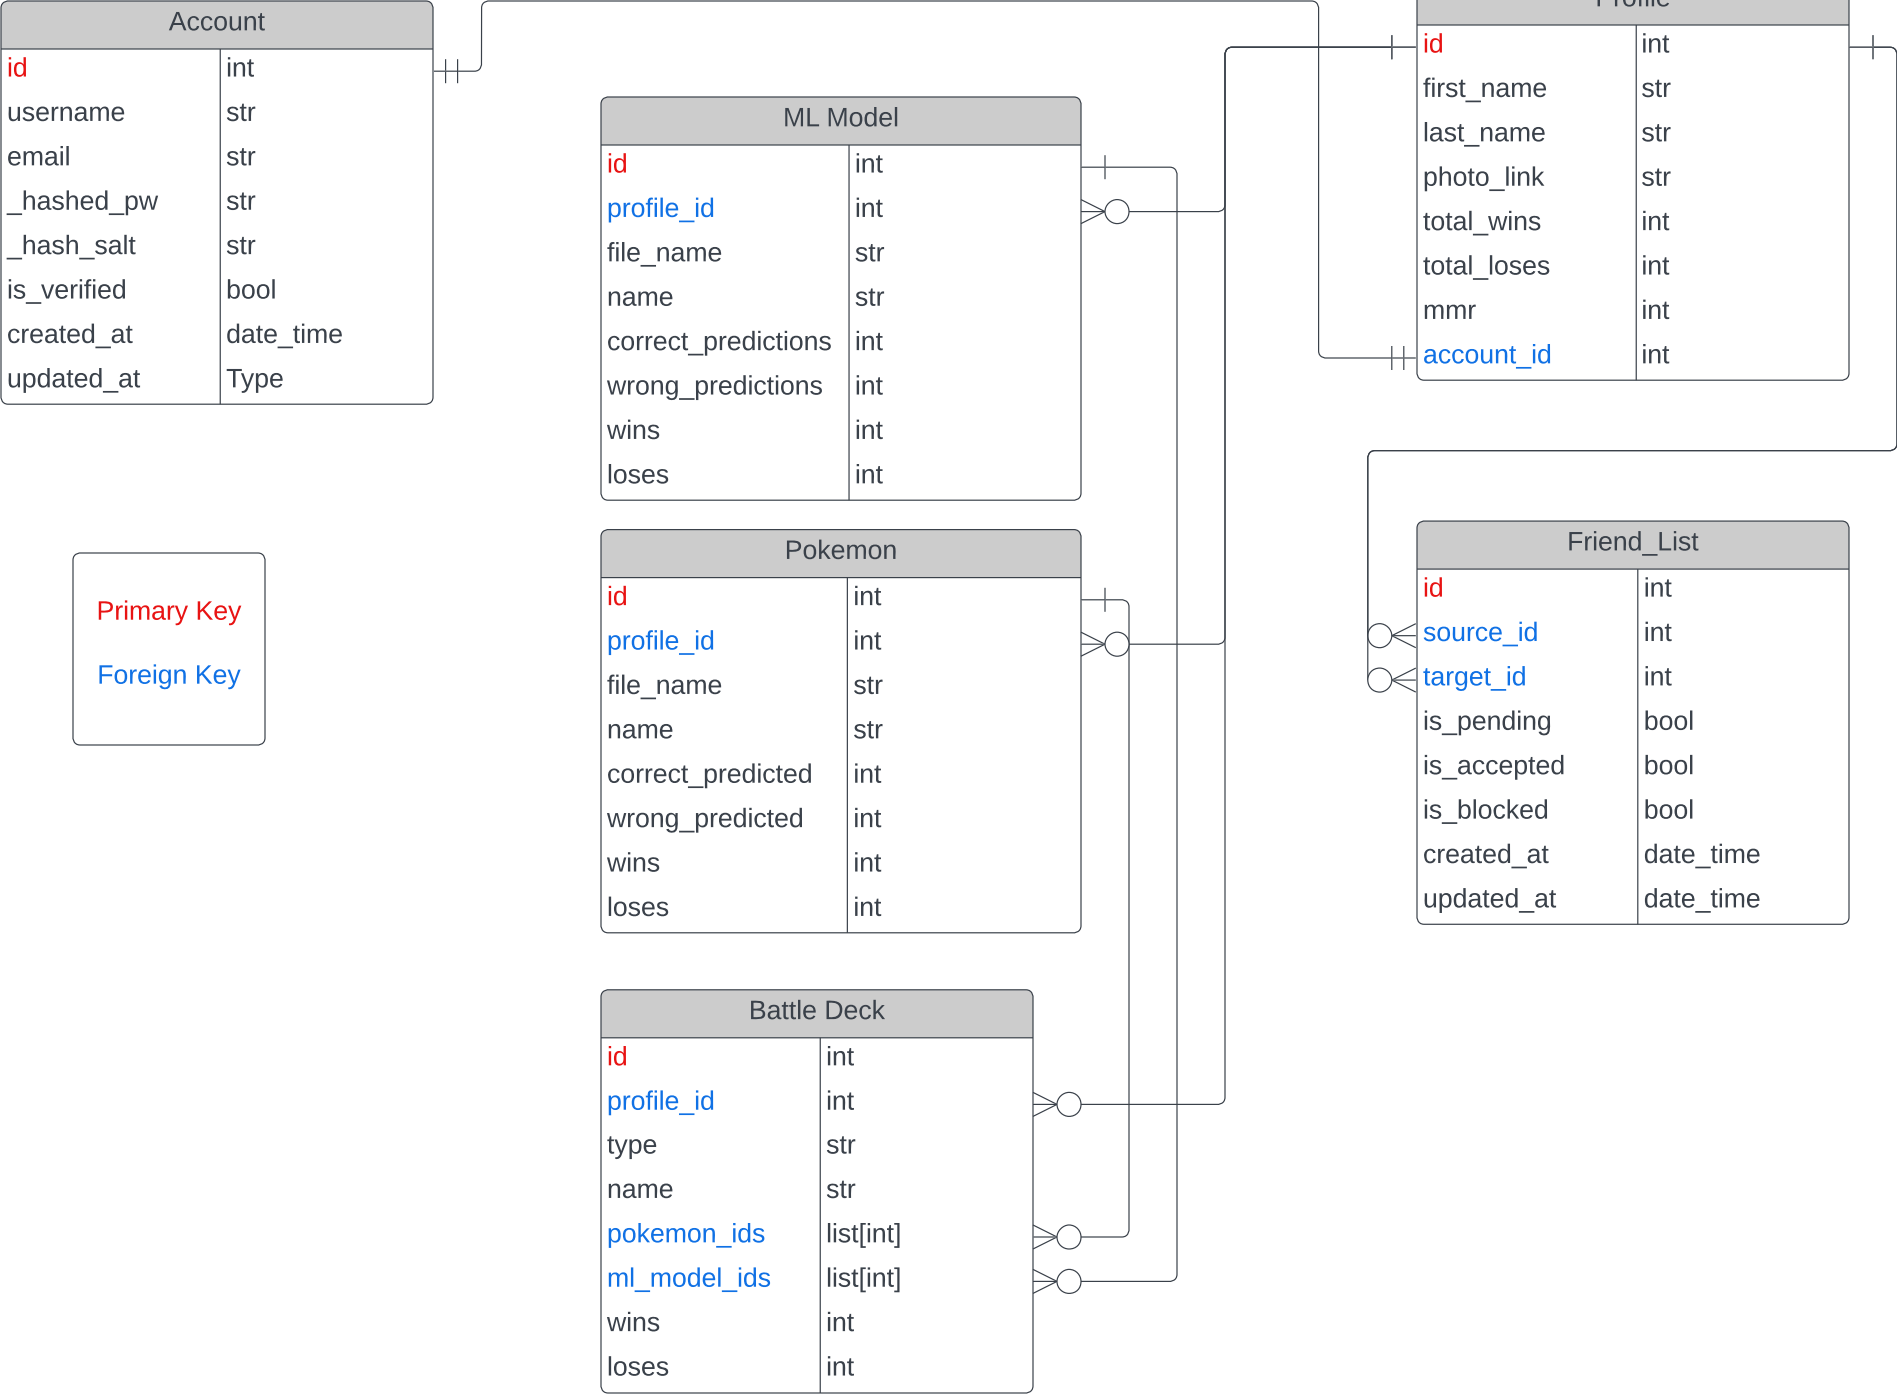 Account
id int
username str
email str
_hashed_pw str
_hash_salt str
is_verified bool
created_at date_time
updated_at Type
Primary Key
Foreign Key
ML Model
id int
profile_id int
file_name str
name str
correct_predictions int
wrong_predictions int
wins int
loses int
Pokemon
id int
profile_id int
file_name str
name str
correct_predicted int
wrong_predicted int
wins int
loses int
Battle Deck
id int
profile_id int
type str
name str
pokemon_ids list[int]
ml_model_ids list[int]
wins int
loses int
Profile
id int
first_name str
last_name str
photo_link str
total_wins int
total_loses int
mmr int
account_id int
Friend_List
id int
source_id int
target_id int
is_pending bool
is_accepted bool
is_blocked bool
created_at date_time
updated_at date_time